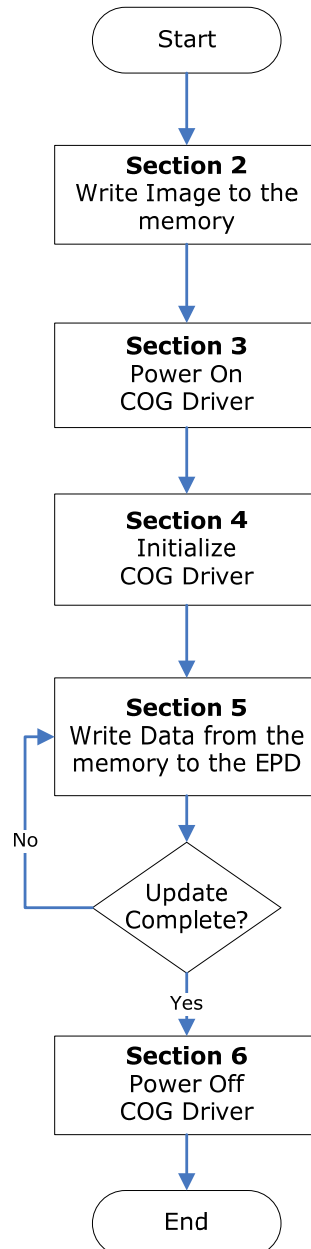 Start
Section 2
Write Image to the
memory
Section 3
Power On
COG Driver
Section 4
Initialize
COG Driver
Section 5
Write Data from the
memory to the EPD
No
Update
Complete?
Yes
Section 6
Power Off
COG Driver
End